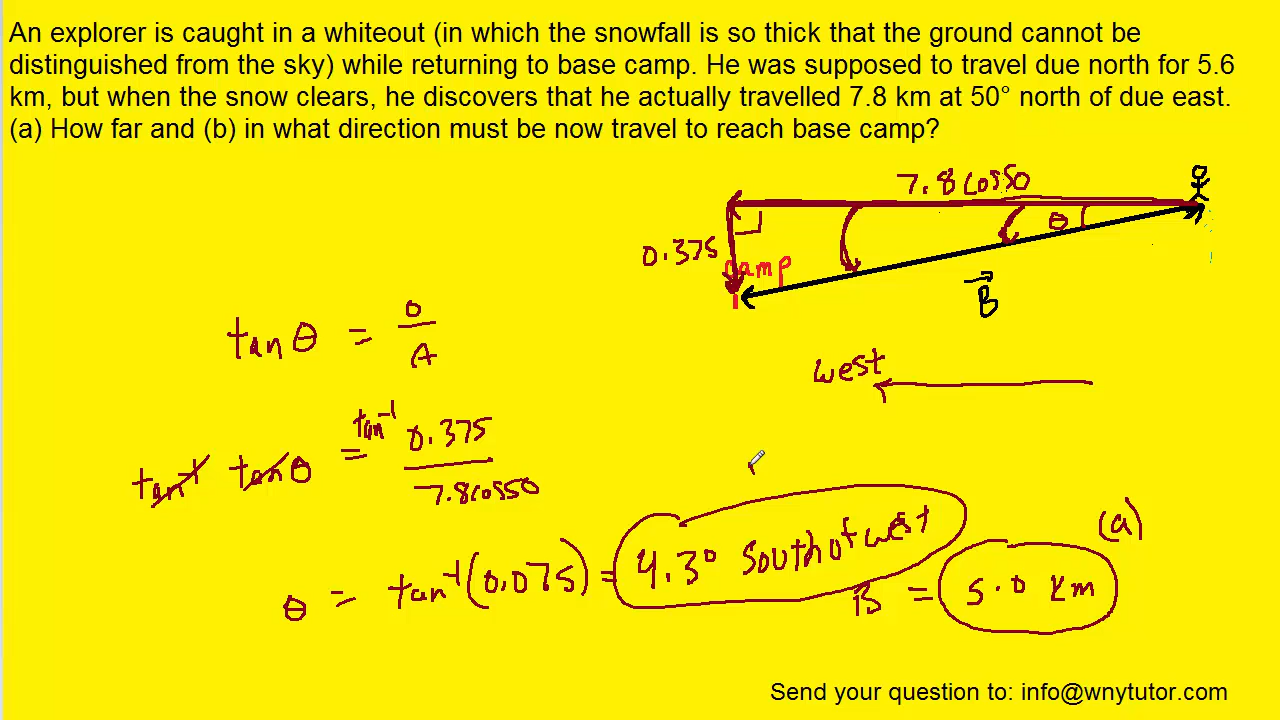 An explorer is caught in a whiteout (in which the snowfall is so thick that the ground cannot be
distinguished from the sky) while returning to base camp. He was supposed to travel due north for 5.6
km, but when the snow clears, he discovers that he actually travelled 7.8 km at 50° north of due east.
(a) How far and (b) in what direction must be now travel to reach base camp?
7.8 cos50
θ
0.375
camp
B
tanθ = O/A
west
tan⁻¹ tanθ = tan⁻¹ 0.375/7.8cos50
(a)
θ = tan⁻¹(0.075) = 4.3° south of west
B = 5.0 km
Send your question to: info@wnytutor.com